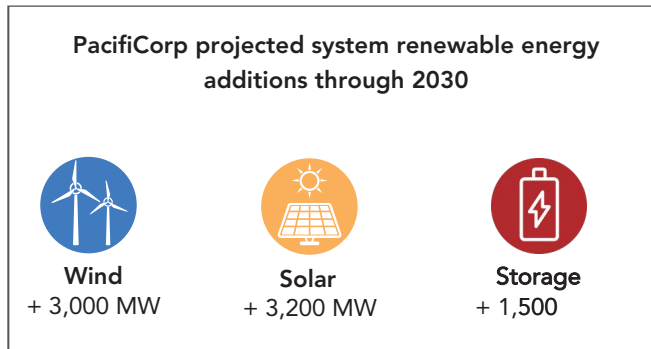 PacifiCorp projected system renewable energy
additions through 2030
Wind
+ 3,000 MW
Solar
+ 3,200 MW
Storage
+ 1,500